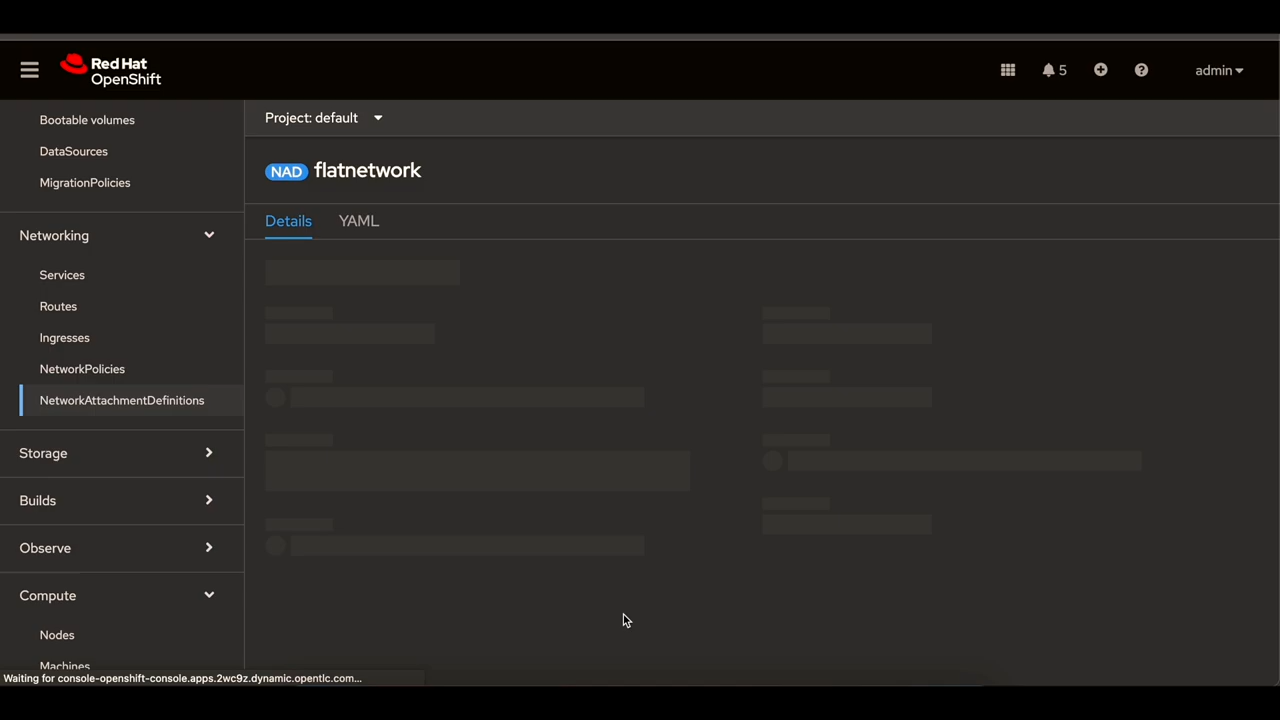 Red Hat
OpenShift
5
admin
Bootable volumes
DataSources
MigrationPolicies
Networking
Services
Routes
Ingresses
NetworkPolicies
NetworkAttachmentDefinitions
Storage
Builds
Observe
Compute
Nodes
Machines
Project: default
NAD flatnetwork
Details YAML
Waiting for console-openshift-console.apps.2wc9z.dynamic.opentlc.com...